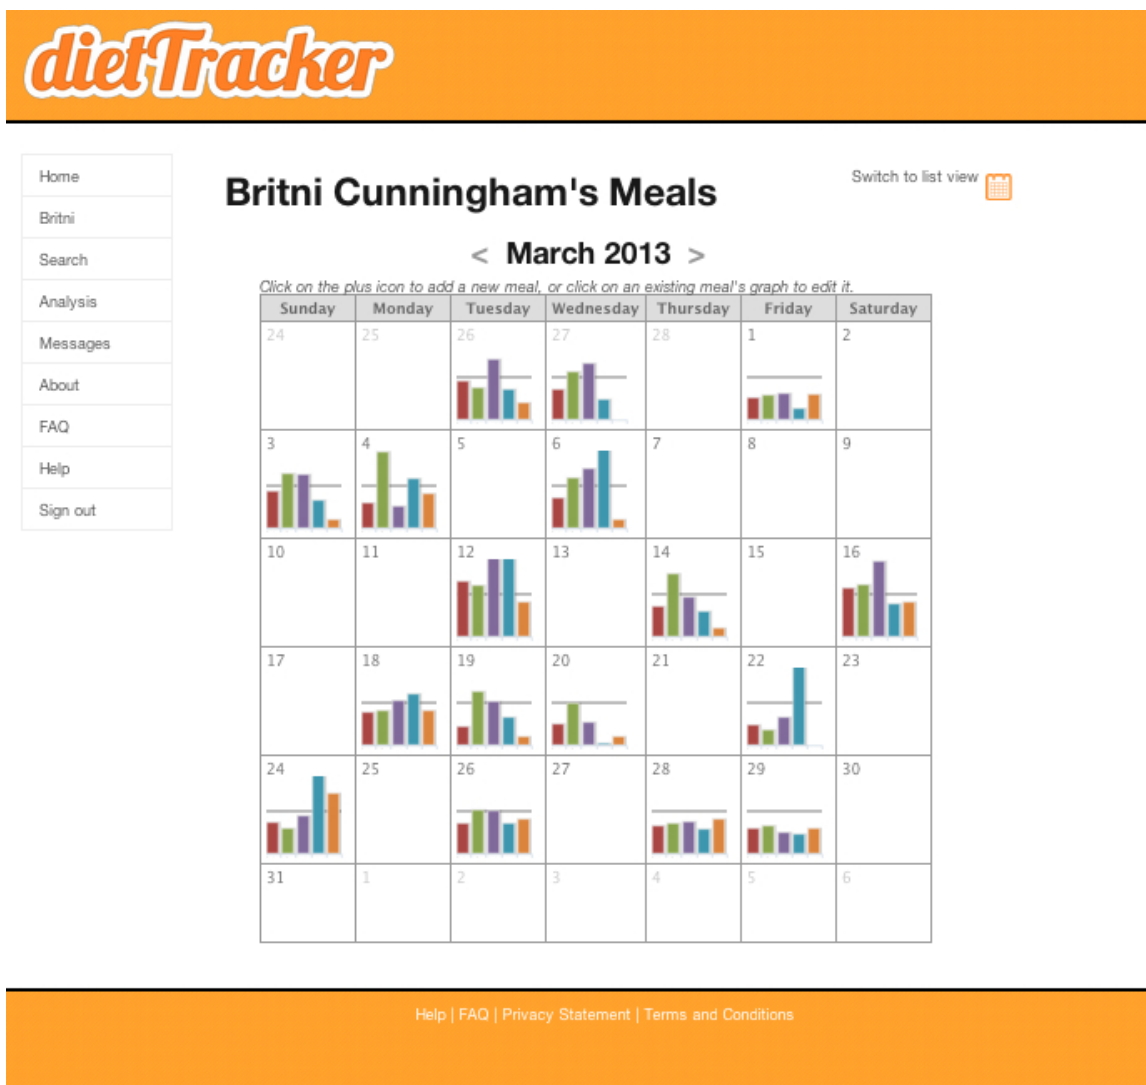 dietTracker
Home
Britni
Search
Analysis
Messages
About
FAQ
Help
Sign out
Britni Cunningham's Meals
Switch to list view
< March 2013 >
Click on the plus icon to add a new meal, or click on an existing meal's graph to edit it.
Sunday Monday Tuesday Wednesday Thursday Friday Saturday
24 25 26 27 28 1 2
3 4 5 6 7 8 9
10 11 12 13 14 15 16
17 18 19 20 21 22 23
24 25 26 27 28 29 30
31 1 2 3 4 5 6
Help | FAQ | Privacy Statement | Terms and Conditions